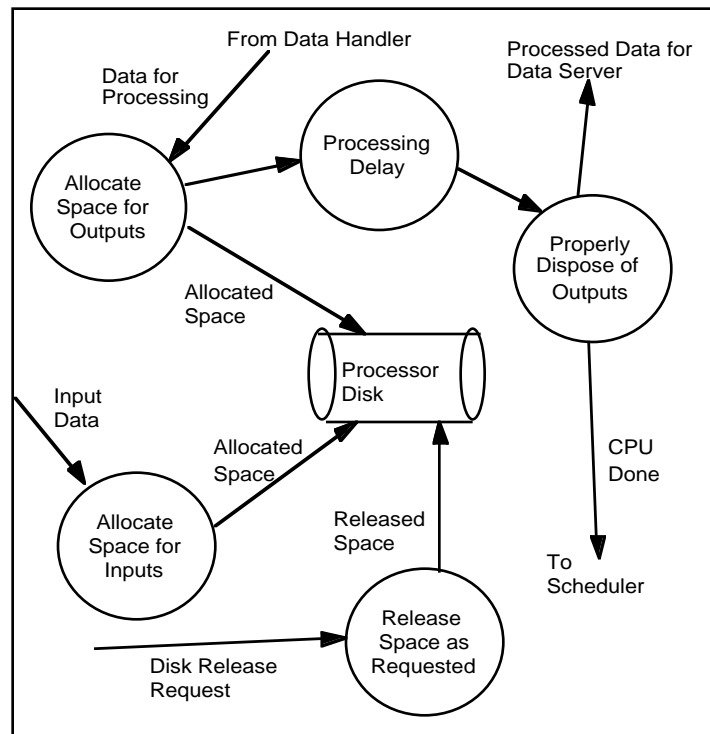 From Data Handler
Data for
Processing
Processed Data for
Data Server
Allocate
Space for
Outputs
Processing
Delay
Properly
Dispose of
Outputs
Allocated
Space
Processor
Disk
Input
Data
Allocated
Space
CPU
Done
Allocate
Space for
Inputs
Released
Space
To
Scheduler
Release
Space as
Requested
Disk Release
Request